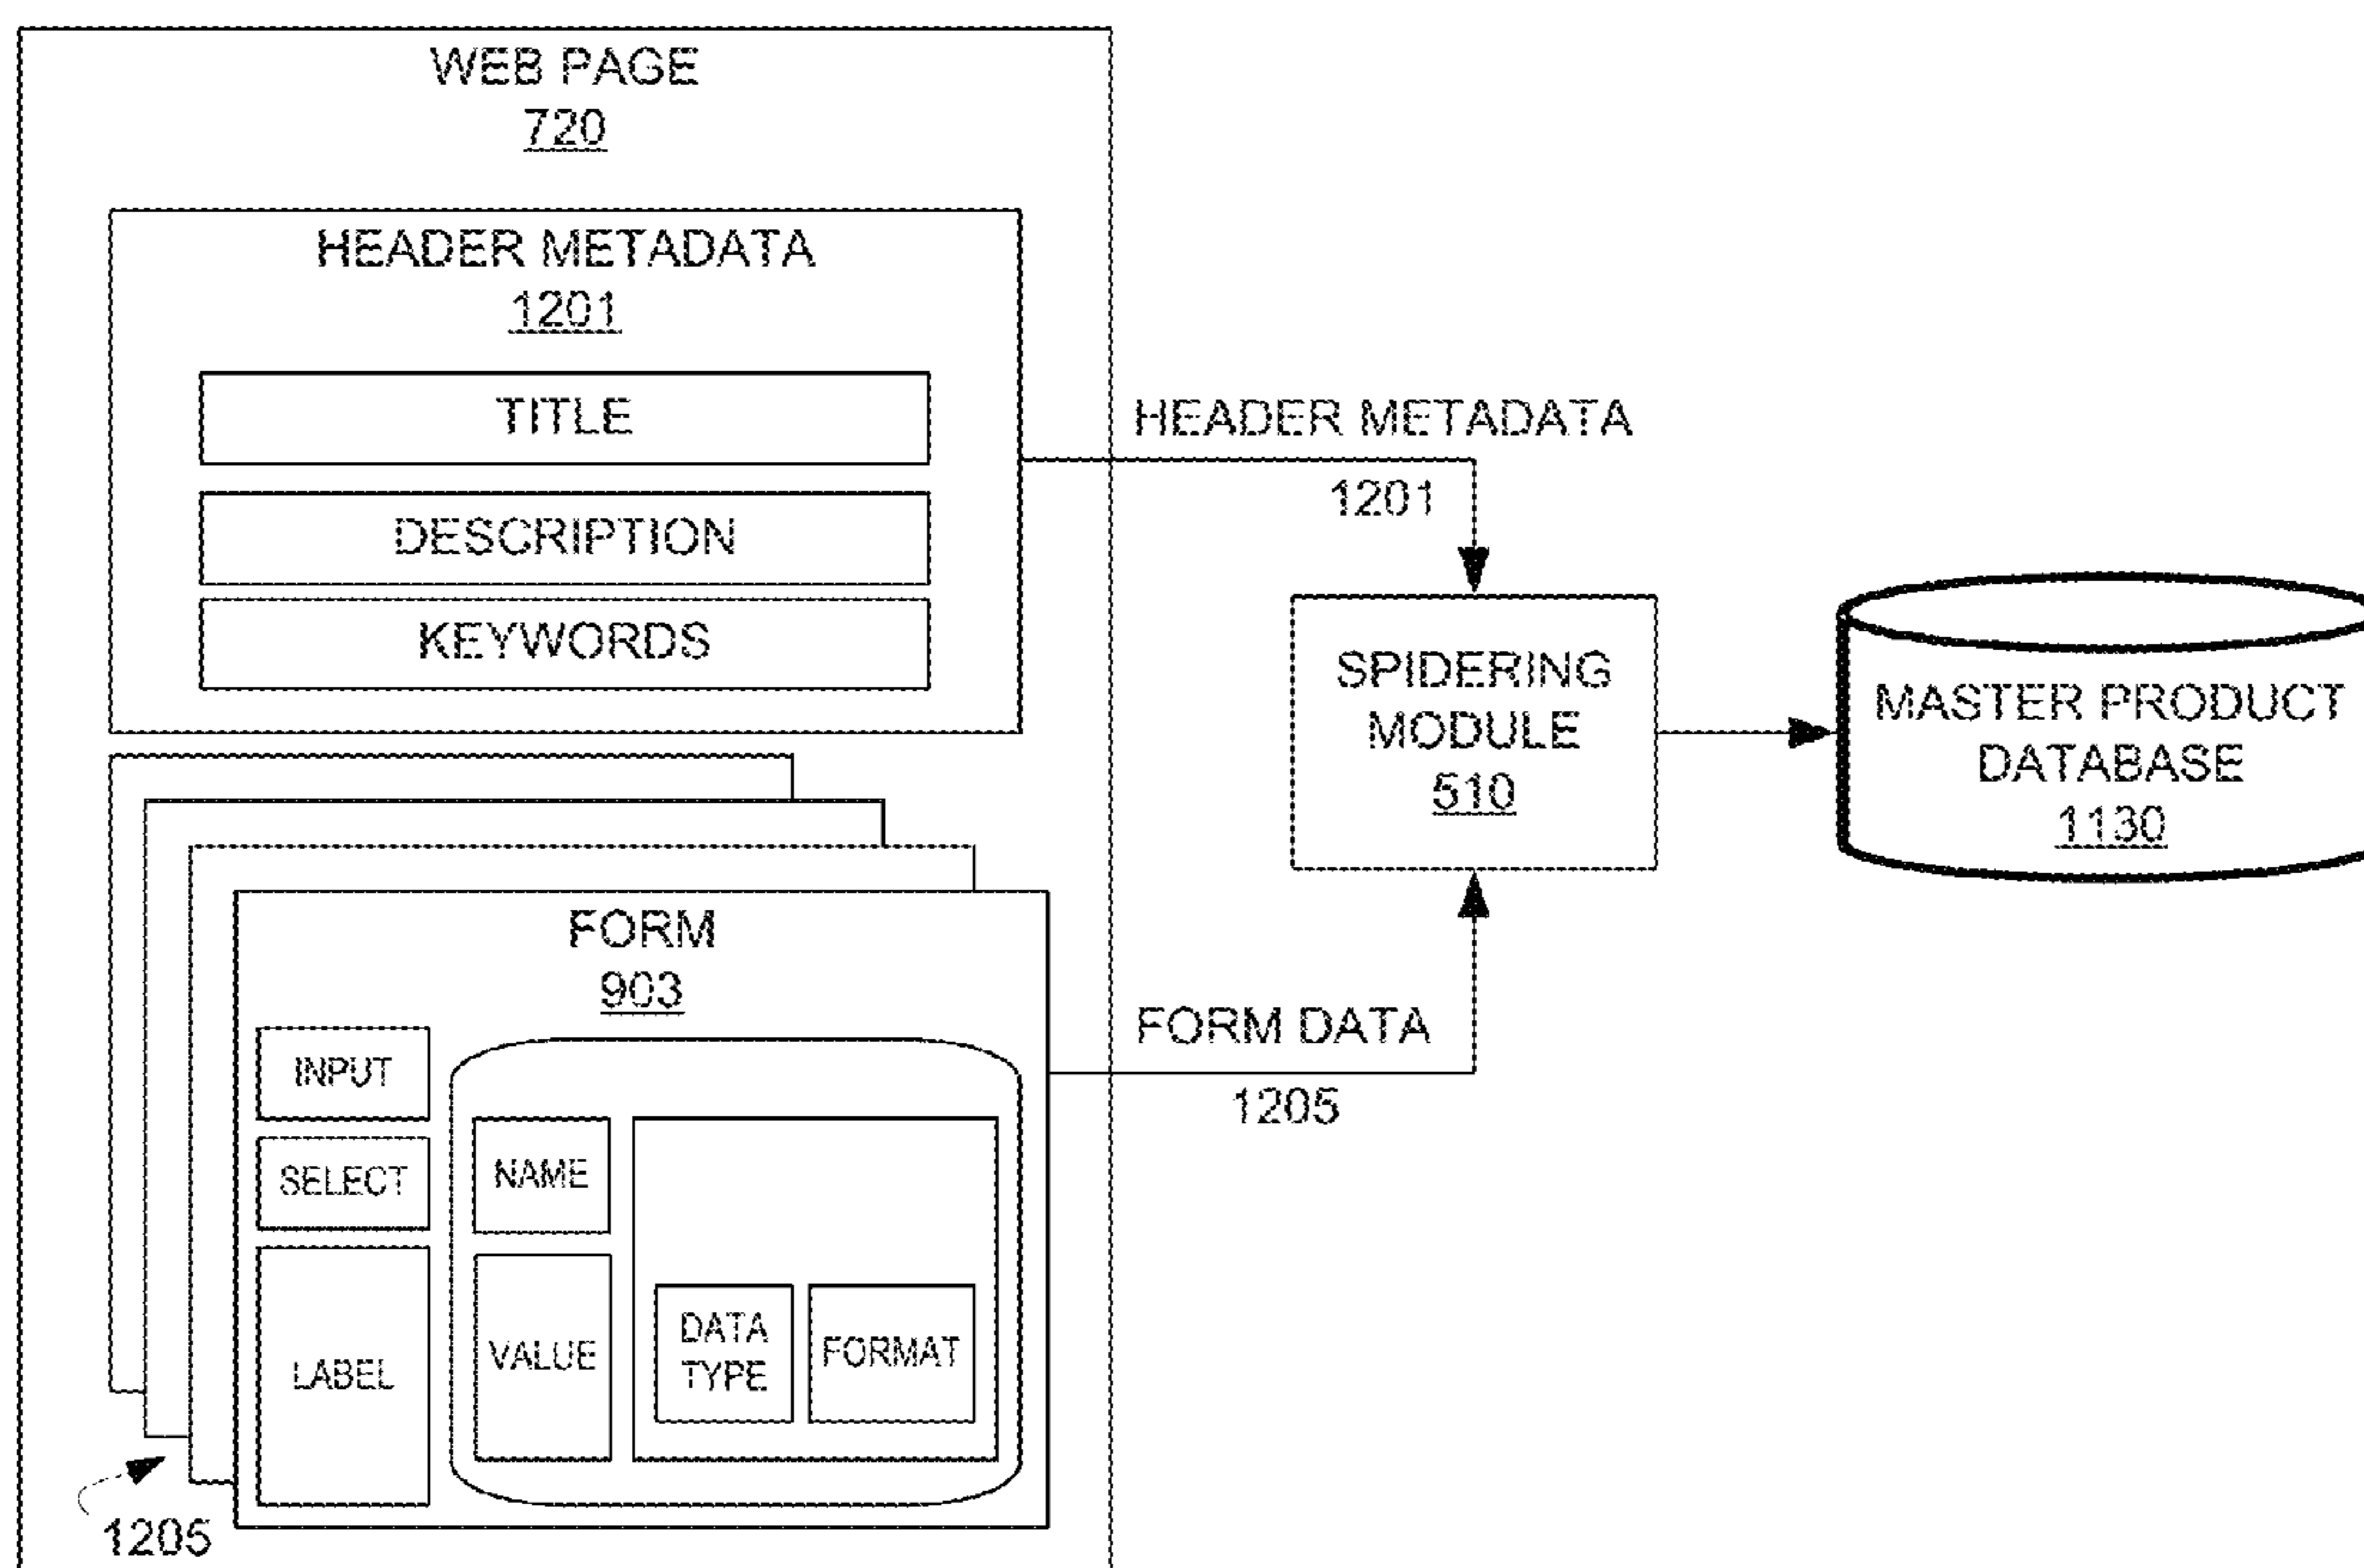 WEB PAGE
720
HEADER METADATA
1201
TITLE
DESCRIPTION
KEYWORDS
HEADER METADATA
1201
SPIDERING
MODULE
510
MASTER PRODUCT
DATABASE
1130
FORM
903
INPUT
SELECT
LABEL
NAME
VALUE
DATA
TYPE
FORMAT
FORM DATA
1205
1205